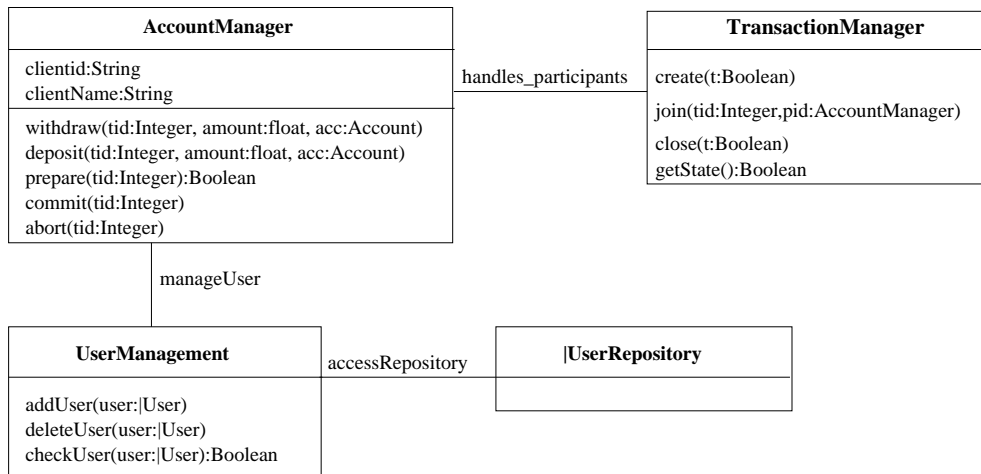 AccountManager
clientid:String
clientName:String
withdraw(tid:Integer, amount:float, acc:Account)
deposit(tid:Integer, amount:float, acc:Account)
prepare(tid:Integer):Boolean
commit(tid:Integer)
abort(tid:Integer)
handles_participants
TransactionManager
create(t:Boolean)
join(tid:Integer,pid:AccountManager)
close(t:Boolean)
getState():Boolean
manageUser
UserManagement
addUser(user:|User)
deleteUser(user:|User)
checkUser(user:|User):Boolean
accessRepository
|UserRepository